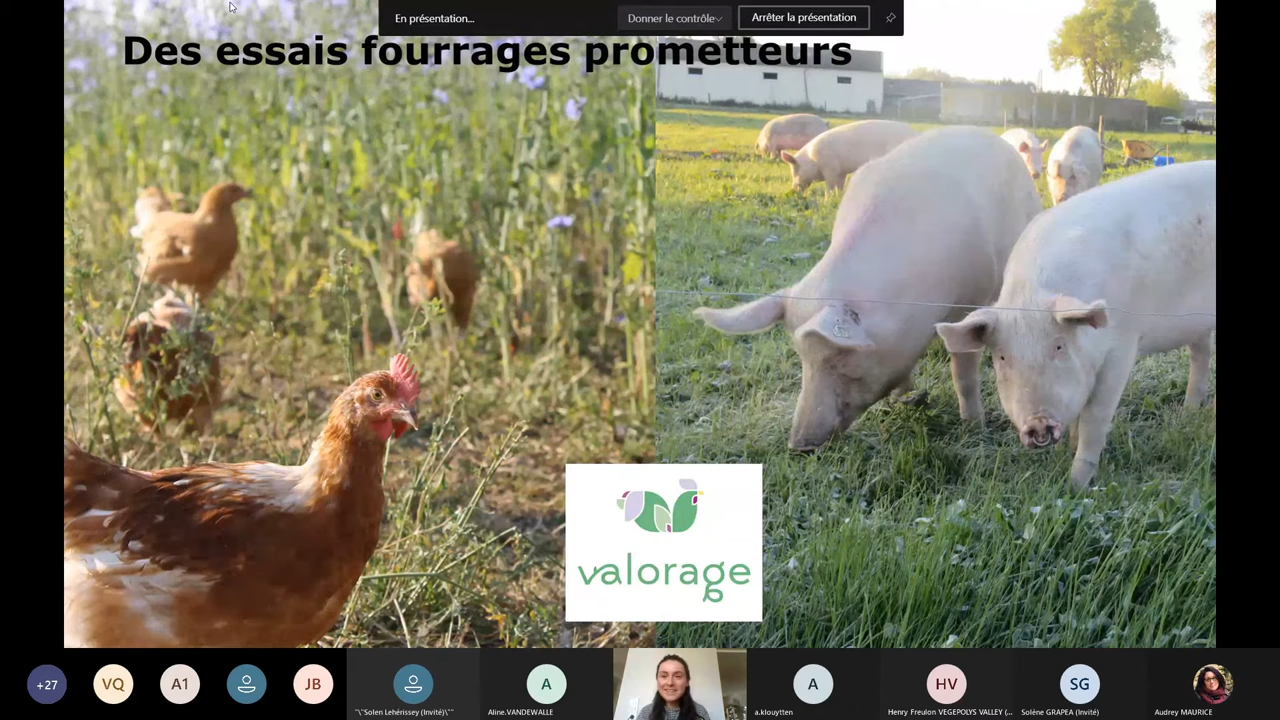 En présentation...
Donner le contrôle
Arrêter la présentation
Des essais fourrages prometteurs
valorage
+27
VQ
A1
JB
A
A
HV
SG
"\"Solen Lehérissey (Invité)\""
Aline.VANDEWALLE
a.klouytten
Henry Freulon VEGEPOLYS VALLEY (...
Solène GRAPEA (Invité)
Audrey MAURICE